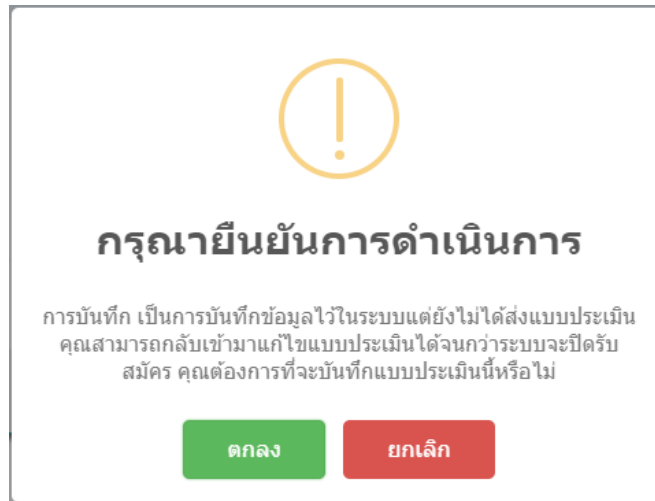 กรุณายืนยันการดำเนินการ
การบันทึก เป็นการบันทึกข้อมูลไว้ในระบบแต่ยังไม่ได้ส่งแบบประเมิน
คุณสามารถกลับเข้ามาแก้ไขแบบประเมินได้จนกว่าระบบจะปิดรับ
สมัคร คุณต้องการที่จะบันทึกแบบประเมินนี้หรือไม่
ตกลง
ยกเลิก